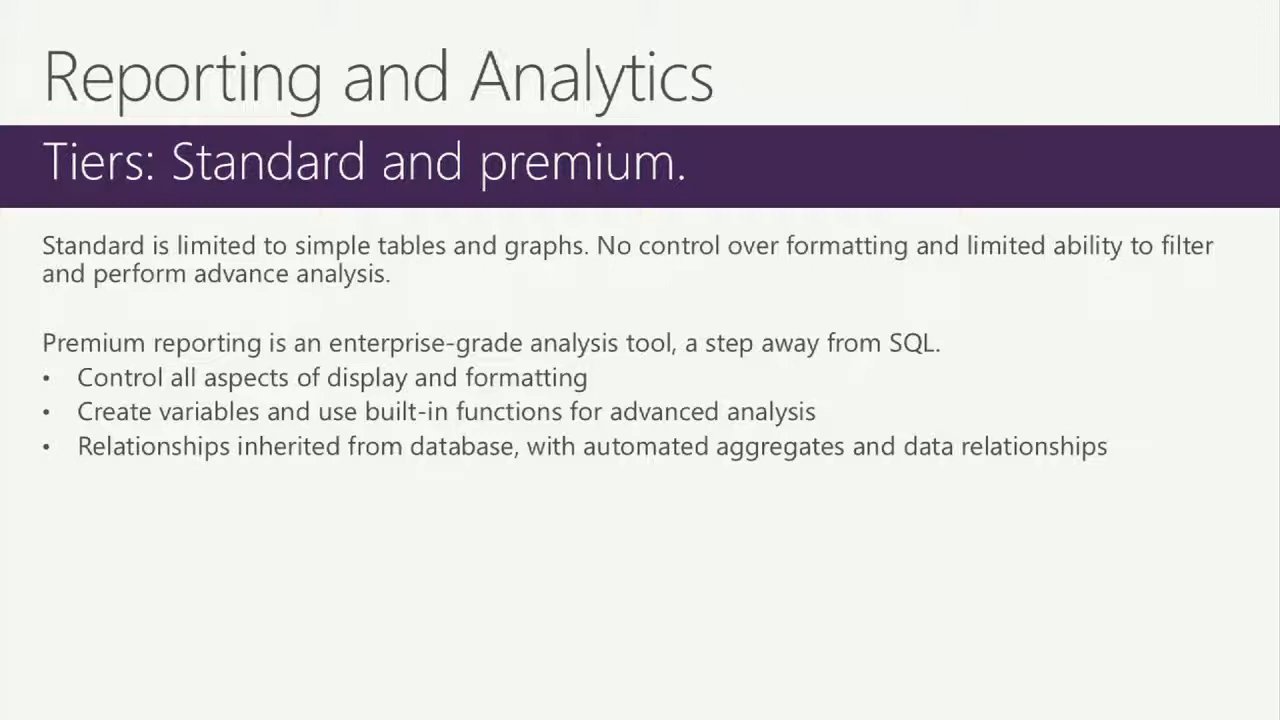 Reporting and Analytics
Tiers: Standard and premium.
Standard is limited to simple tables and graphs. No control over formatting and limited ability to filter
and perform advance analysis.
Premium reporting is an enterprise-grade analysis tool, a step away from SQL.
• Control all aspects of display and formatting
• Create variables and use built-in functions for advanced analysis
• Relationships inherited from database, with automated aggregates and data relationships